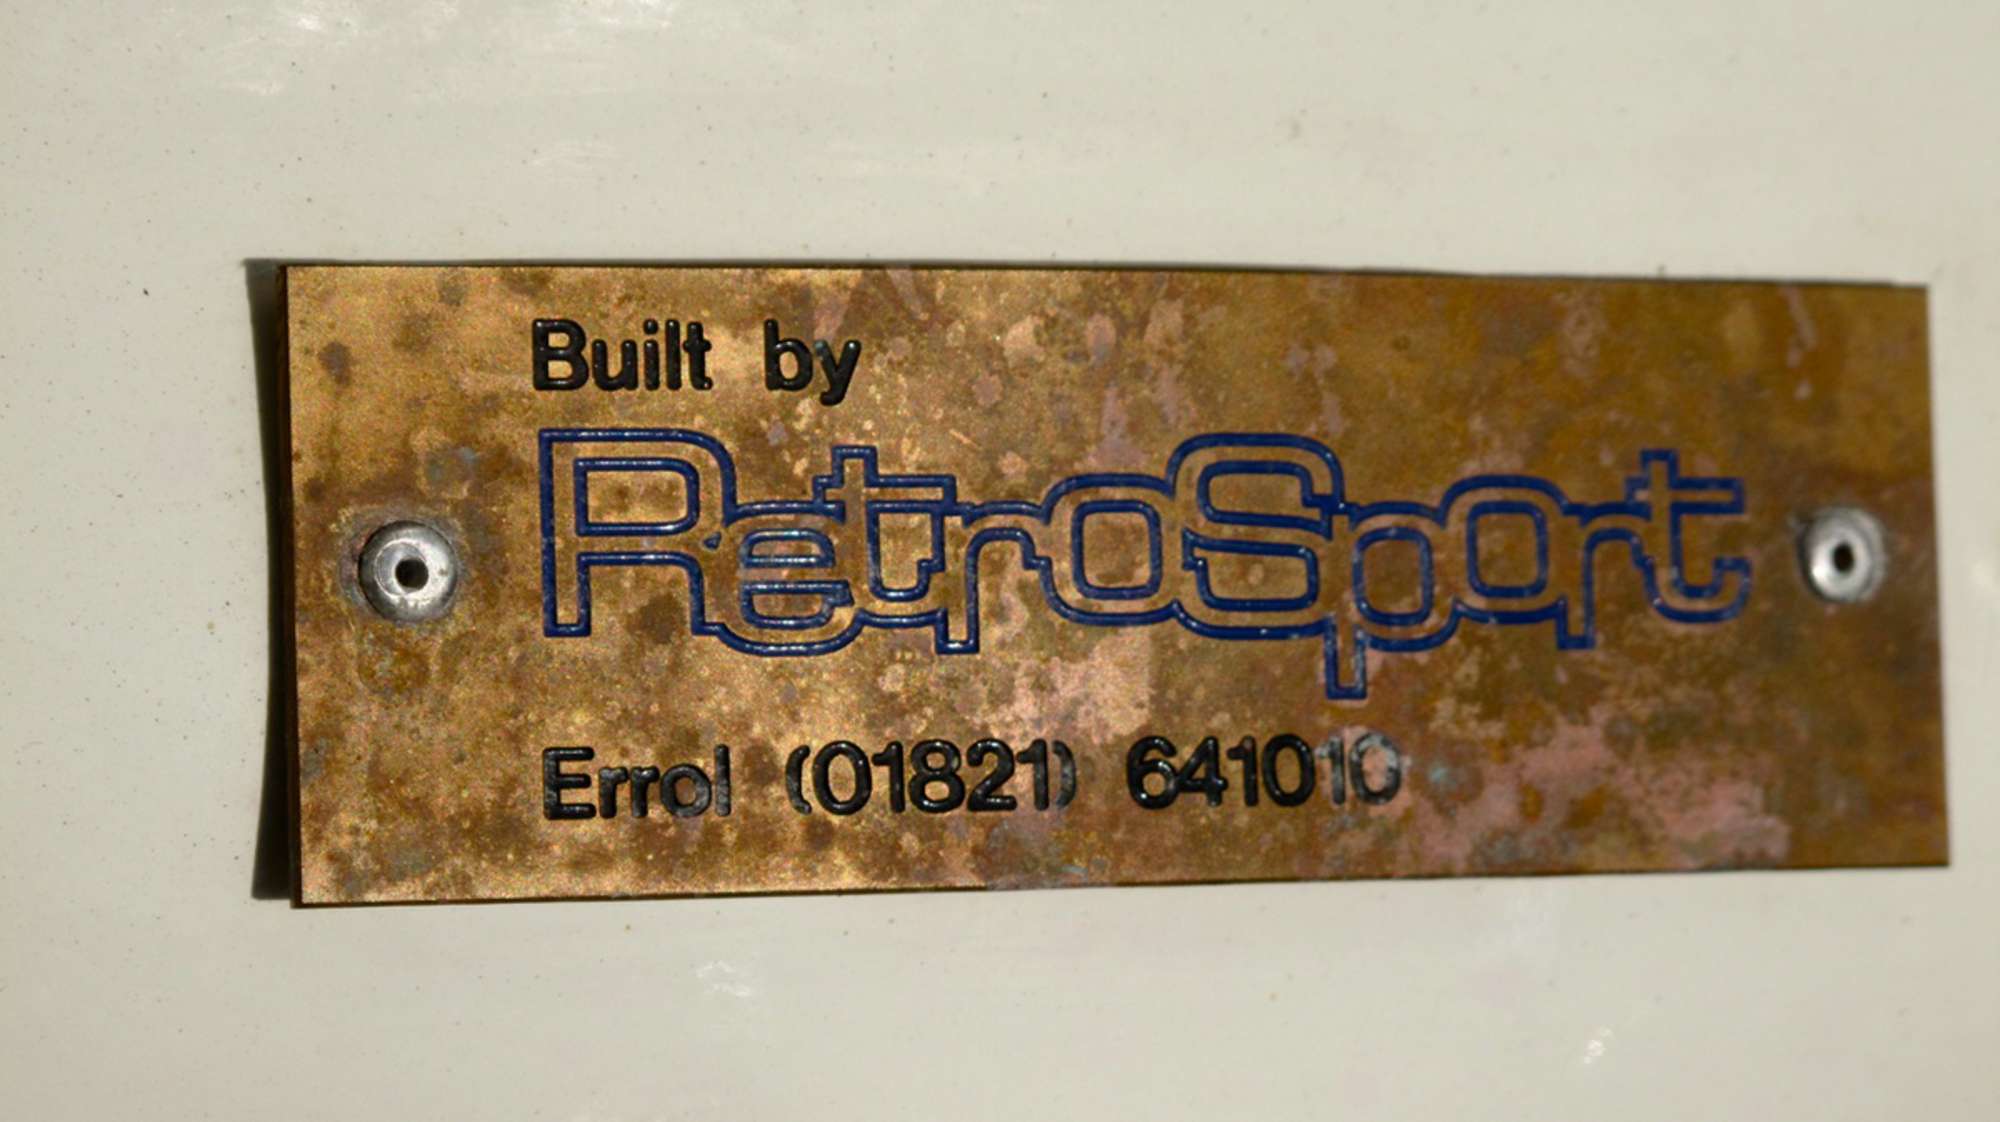 Built by
RetroSport
Errol (01821) 641010